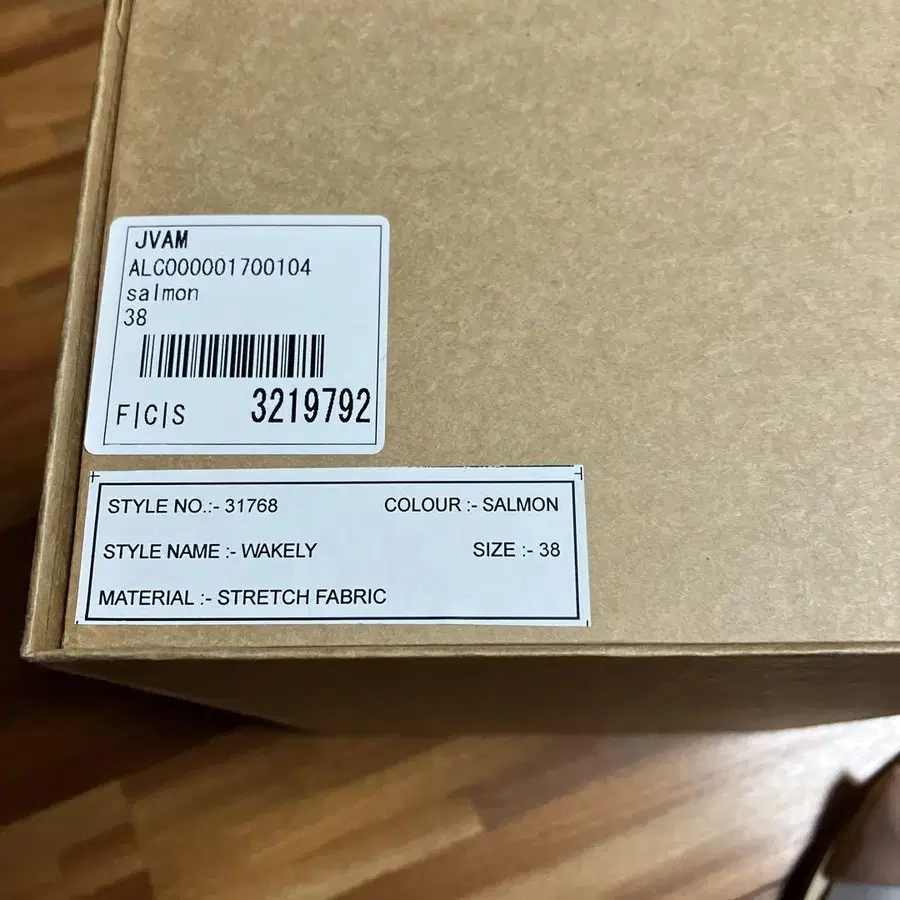 JVAM
ALC000001700104
salmon
38
F|C|S 3219792
STYLE NO.:- 31768 COLOUR :- SALMON
STYLE NAME :- WAKELY SIZE :- 38
MATERIAL :- STRETCH FABRIC